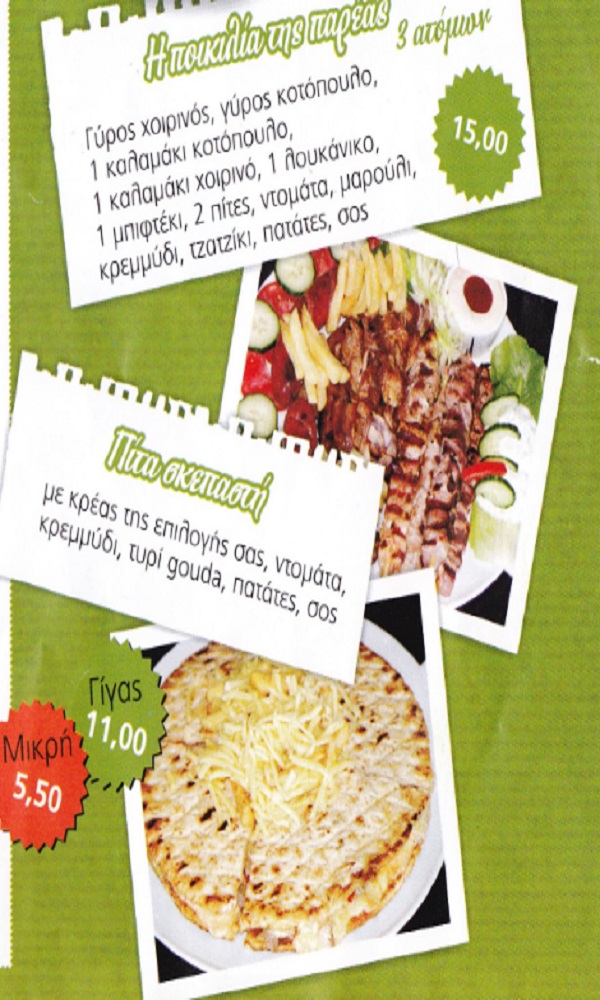 Η ποικιλία της παρέας
3 ατόμων
Γύρος χοιρινός, γύρος κοτόπουλο,
1 καλαμάκι κοτόπουλο,
1 καλαμάκι χοιρινό, 1 λουκάνικο,
1 μπιφτέκι, 2 πίτες, ντομάτα, μαρούλι,
κρεμμύδι, τζατζίκι, πατάτες, σος
15,00
Πίτα σκεπαστή
με κρέας της επιλογής σας, ντομάτα,
κρεμμύδι, τυρί gouda, πατάτες, σος
Γίγας
11,00
Μικρή
5,50